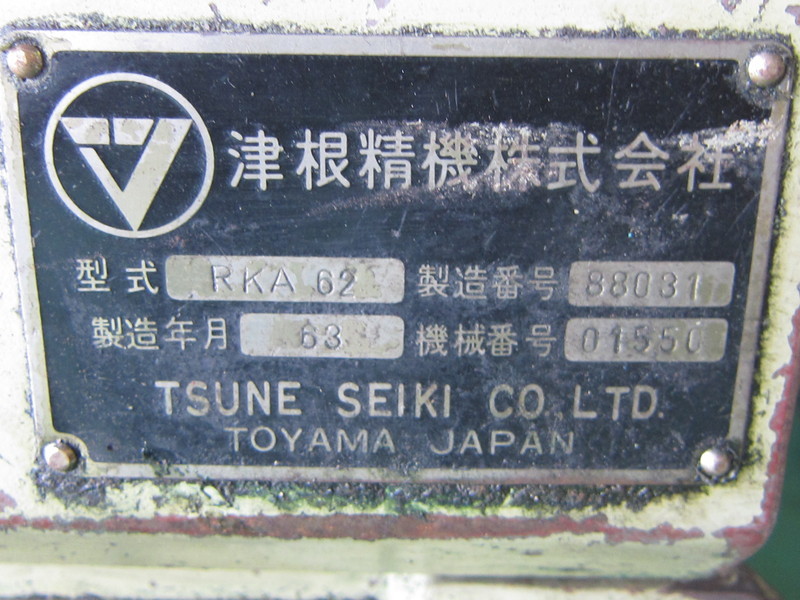 津根精機株式会社
型式 RKA 62 製造番号 88031
製造年月 63 機械番号 01550
TSUNE SEIKI CO.,LTD.
TOYAMA JAPAN